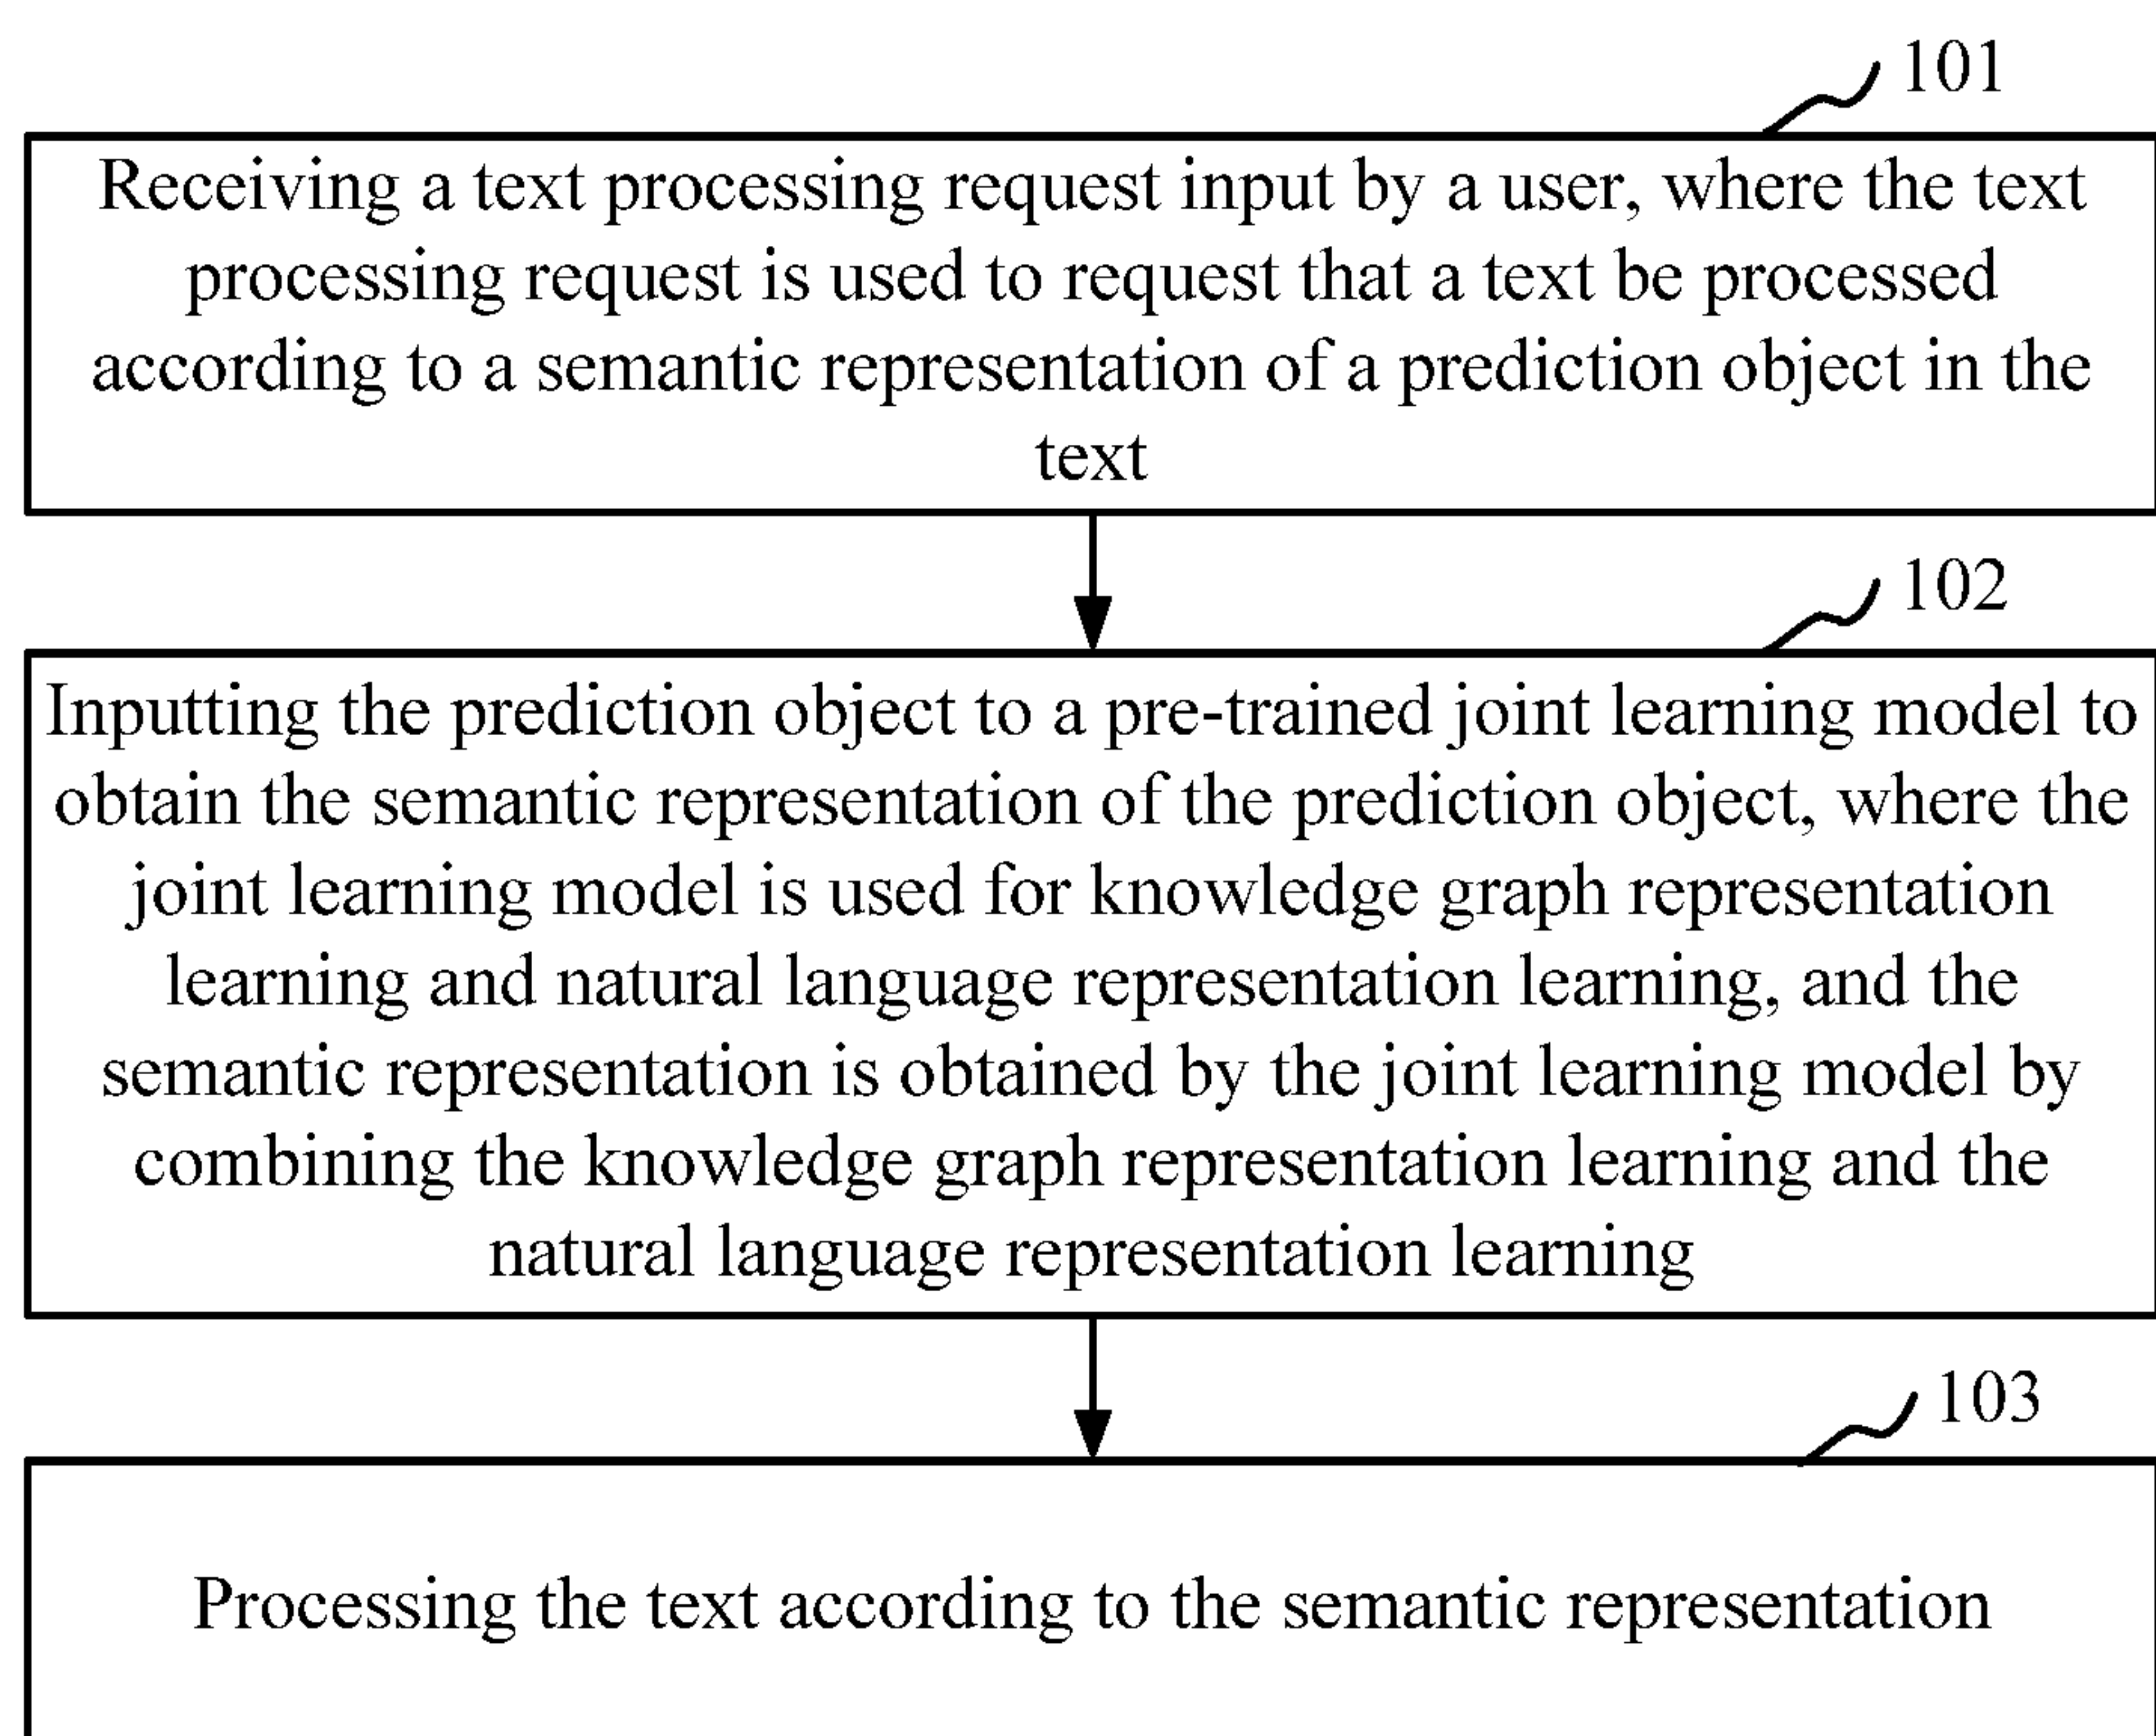 101
Receiving a text processing request input by a user, where the text
processing request is used to request that a text be processed
according to a semantic representation of a prediction object in the
text
102
Inputting the prediction object to a pre-trained joint learning model to
obtain the semantic representation of the prediction object, where the
joint learning model is used for knowledge graph representation
learning and natural language representation learning, and the
semantic representation is obtained by the joint learning model by
combining the knowledge graph representation learning and the
natural language representation learning
103
Processing the text according to the semantic representation